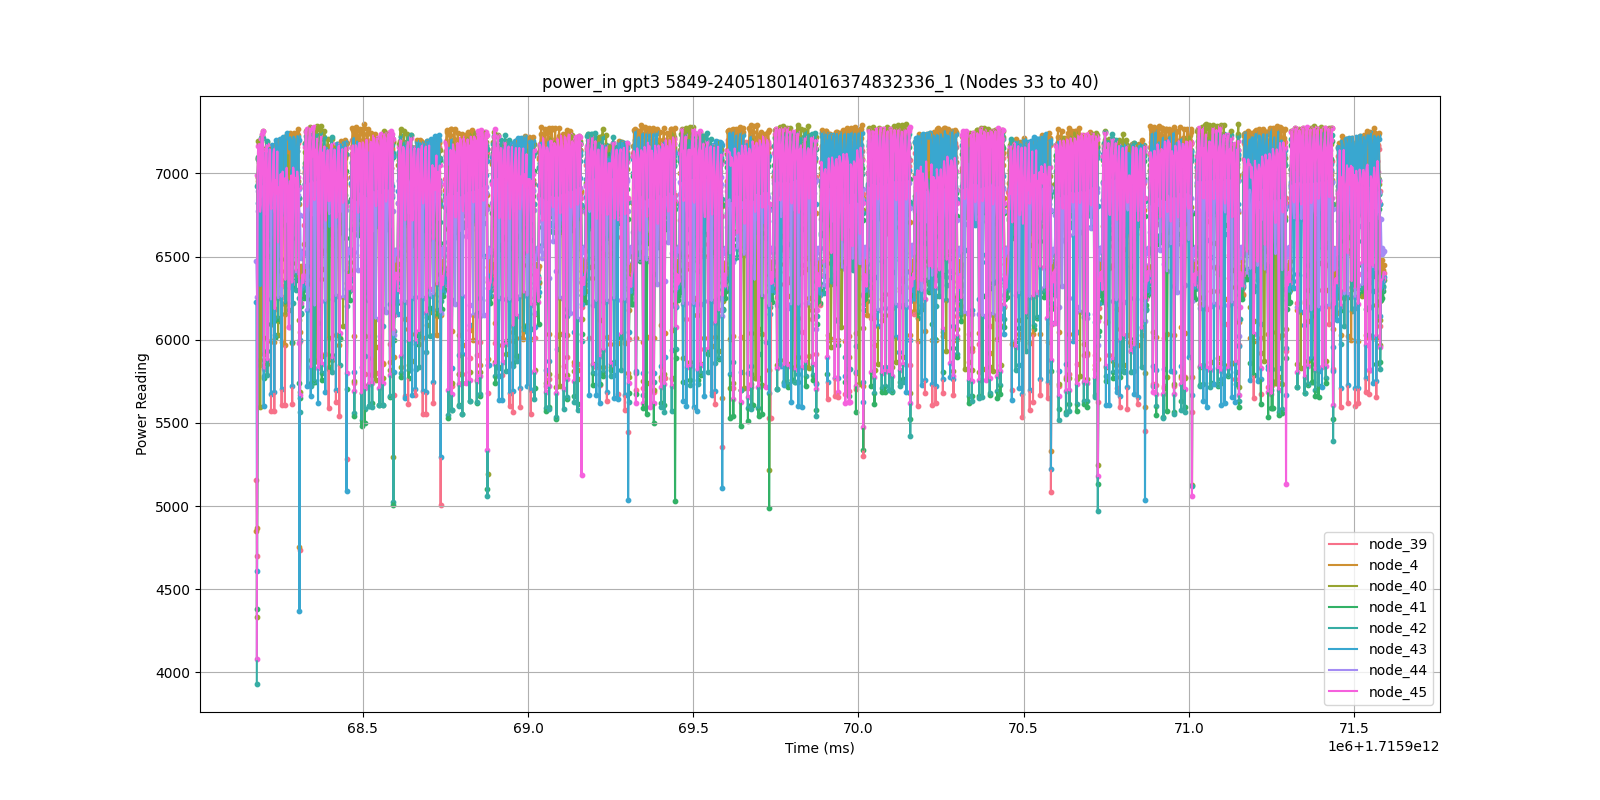 power_in gpt3 5849-240518014016374832336_1 (Nodes 33 to 40)
Power Reading
7000
6500
6000
5500
5000
4500
4000
68.5
69.0
69.5
70.0
70.5
71.0
71.5
Time (ms)
1e6+1.7159e12
node_39
node_4
node_40
node_41
node_42
node_43
node_44
node_45